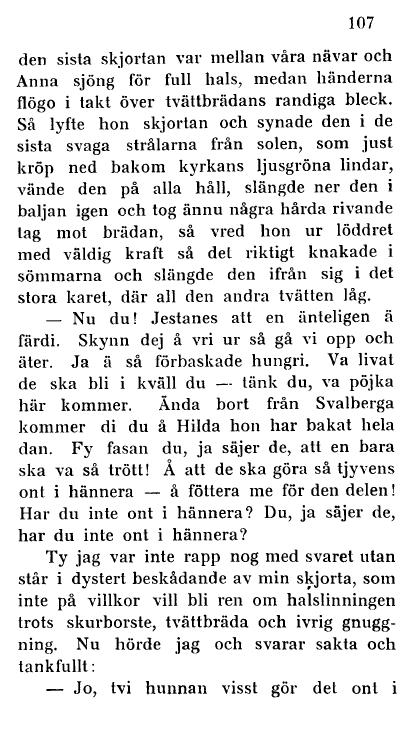 107
den sista skjortan var mellan våra nävar och
Anna sjöng för full hals, medan händerna
flögo i takt över tvättbrädans randiga bleck.
Så lyfte hon skjortan och synade den i de
sista svaga strålarna från solen, som just
kröp ned bakom kyrkans ljusgröna lindar,
vände den på alla håll, slängde ner den i
baljan igen och tog ännu några hårda rivande
tag mot brädan, så vred hon ur löddret
med väldig kraft så det riktigt knakade i
sömmarna och slängde den ifrån sig i det
stora karet, där all den andra tvätten låg.
— Nu du! Jestanes att en änteligen ä
färdi. Skynn dej å vri ur så gå vi opp och
äter. Ja ä så förbaskade hungri. Va livat
de ska bli i kväll du — tänk du, va pöjka
här kommer. Ända bort från Svalberga
kommer di du å Hilda hon har bakat hela
dan. Fy fasan du, ja säjer de, att en bara
ska va så trött! Å att de ska göra så tjyvens
ont i hännera — å föttera me för den delen!
Har du inte ont i hännera? Du, ja säjer de,
har du inte ont i hännera?
Ty jag var inte rapp nog med svaret utan
står i dystert beskådande av min skjorta, som
inte på villkor vill bli ren om halslinningen
trots skurborste, tvättbräda och ivrig gnugg-
ning. Nu hörde jag och svarar sakta och
tankfullt:
— Jo, tvi hunnan visst gör det ont i